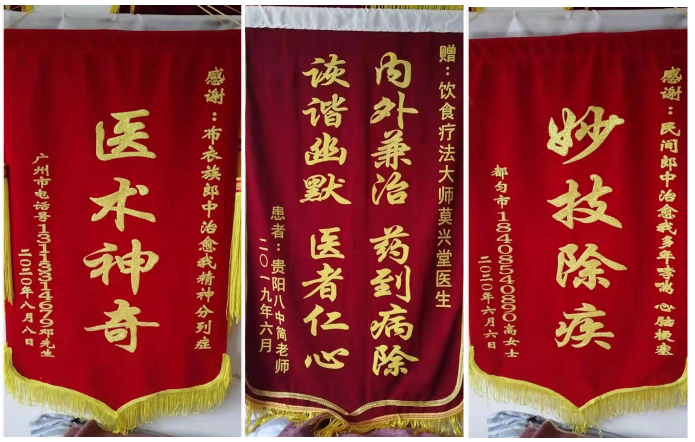 感谢：布衣族郎中治愈我精神分列症
医术神奇
广州市电话号13113314679邓先生
二〇二〇年八月八日
赠：饮食疗法大师莫兴堂医生
内外兼治 药到病除
诙谐幽默 医者仁心
患者：贵阳八中简老师
二〇一九年六月
感谢：民间郎中治愈我多年哮喘 心脑梗塞
妙技除疾
都匀市18408540890高女士
二〇二〇年六月六日